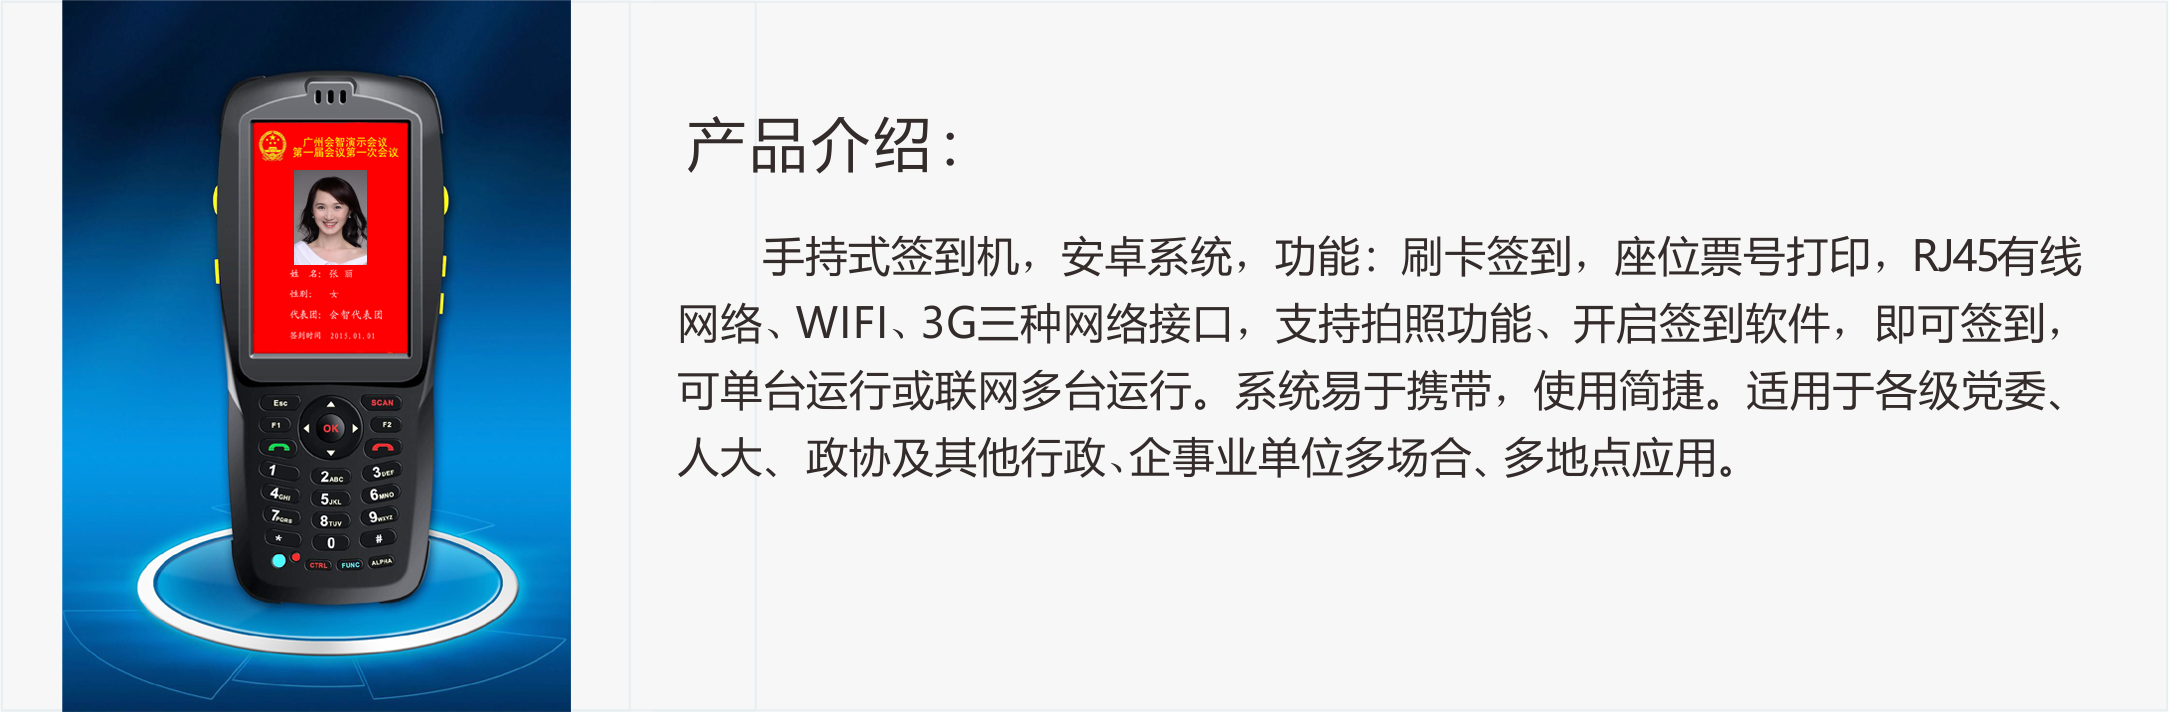 广州会智演示会议
第一届会议第一次会议
姓 名：张 丽
性别： 女
代表团：会智代表团
签到时间 2015.01.01
Esc SCAN
F1 OK F2
1 2ABC 3DEF
4GHI 5JKL 6MNO
7PQRS 8TUV 9WXYZ
* 0 #
CTRL FUNC ALPHA
产品介绍：
手持式签到机，安卓系统，功能：刷卡签到，座位票号打印，RJ45有线
网络、WIFI、3G三种网络接口，支持拍照功能、开启签到软件，即可签到，
可单台运行或联网多台运行。系统易于携带，使用简捷。适用于各级党委、
人大、政协及其他行政、企事业单位多场合、多地点应用。